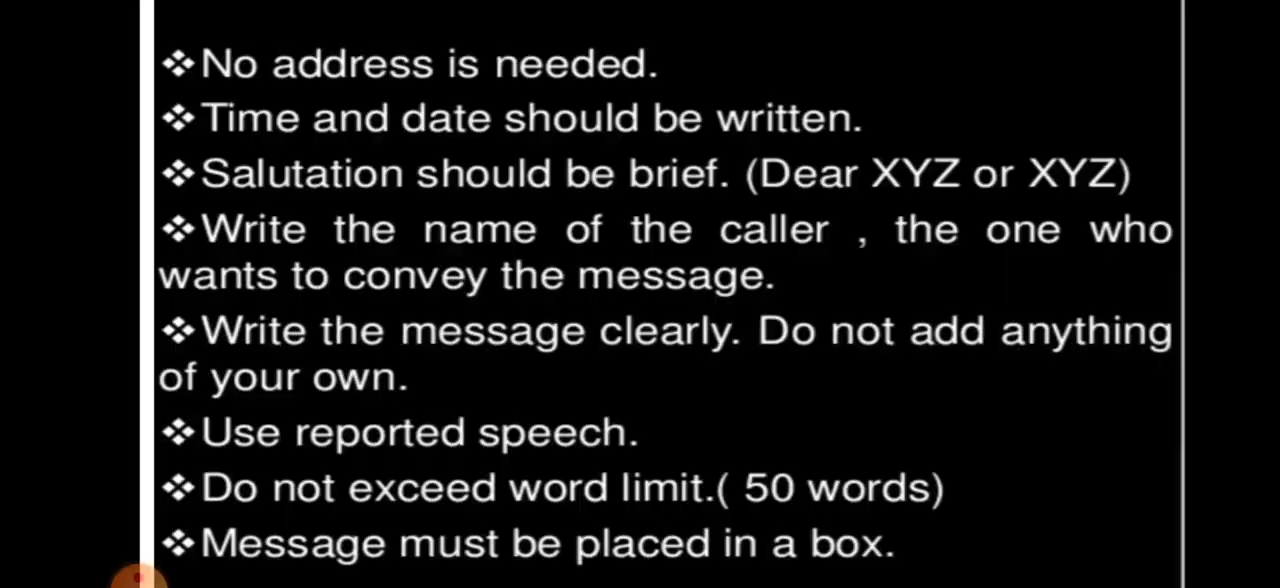 ❖No address is needed.
❖Time and date should be written.
❖Salutation should be brief. (Dear XYZ or XYZ)
❖Write the name of the caller , the one who
wants to convey the message.
❖Write the message clearly. Do not add anything
of your own.
❖Use reported speech.
❖Do not exceed word limit.( 50 words)
❖Message must be placed in a box.